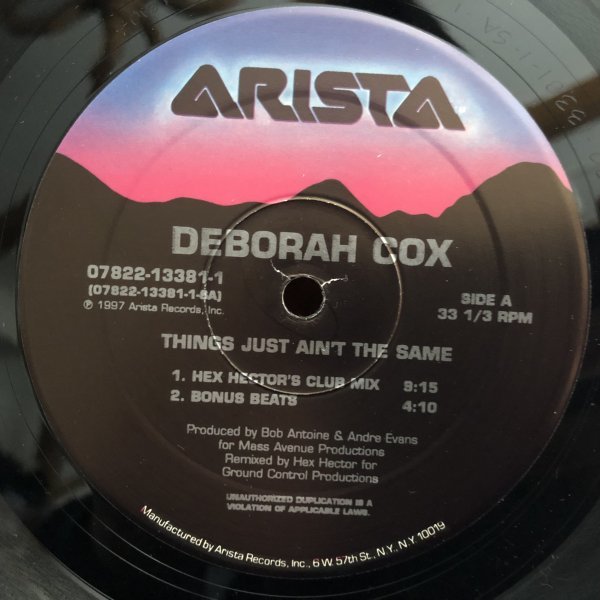 ARISTA
DEBORAH COX
07822-13381-1
(07822-13381-1-SA)
℗ 1997 Arista Records, Inc.
SIDE A
33 1/3 RPM
THINGS JUST AIN'T THE SAME
1. HEX HECTOR'S CLUB MIX 9:15
2. BONUS BEATS 4:10
Produced by Bob Antoine & Andre Evans
for Mass Avenue Productions
Remixed by Hex Hector for
Ground Control Productions
UNAUTHORIZED DUPLICATION IS A
VIOLATION OF APPLICABLE LAWS.
Manufactured by Arista Records, Inc., 6 W. 57th St., N.Y., N.Y. 10019